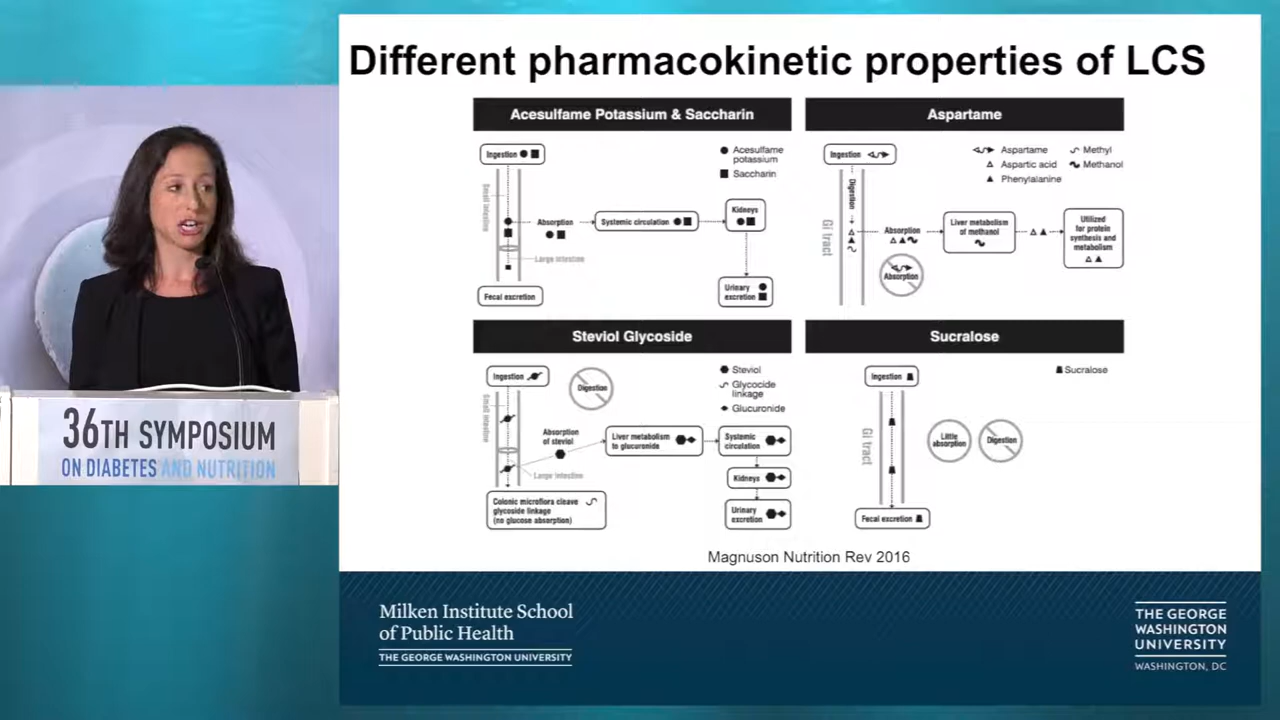 Different pharmacokinetic properties of LCS
Acesulfame Potassium & Saccharin
Ingestion
Acesulfame
potassium
Saccharin
Small intestine
Absorption
Systemic circulation
Kidneys
Large intestine
Fecal excretion
Urinary
excretion
Aspartame
Ingestion
Aspartame
Methyl
Aspartic acid
Methanol
Phenylalanine
Digestion
GI tract
Absorption
Liver metabolism
of methanol
Utilized
for protein
synthesis and
metabolism
Absorption
Steviol Glycoside
Ingestion
Digestion
Steviol
Glycocide
linkage
Glucuronide
Small intestine
Absorption
of steviol
Liver metabolism
to glucuronide
Systemic
circulation
Large intestine
Kidneys
Colonic microflors cleave
glycoside linkage
(no glucose absorption)
Urinary
excretion
Sucralose
Ingestion
Sucralose
GI tract
Little
absorption
Digestion
Fecal excretion
Magnuson Nutrition Rev 2016
36TH SYMPOSIUM
ON DIABETES AND NUTRITION
Milken Institute School
of Public Health
THE GEORGE WASHINGTON UNIVERSITY
THE GEORGE
WASHINGTON
UNIVERSITY
WASHINGTON, DC